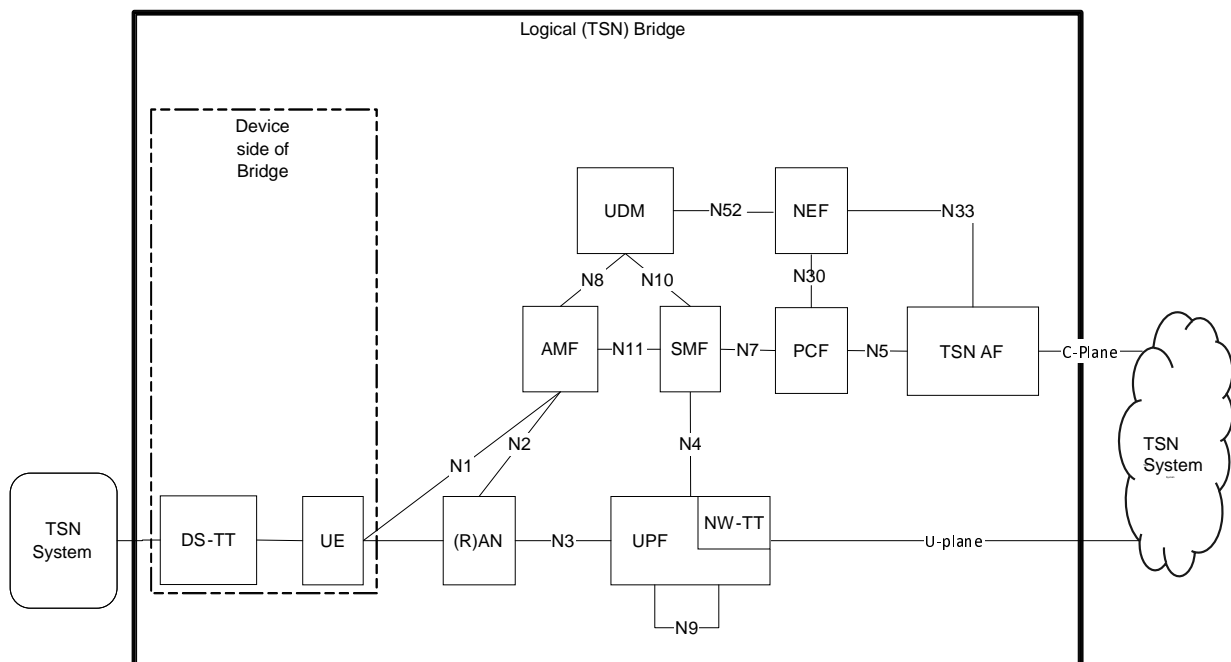 Logical (TSN) Bridge
Device
side of
Bridge
UDM
N52
NEF
N33
N8
N10
N30
AMF
N11
SMF
N7
PCF
N5
TSN AF
C-Plane
N1
N2
N4
TSN
System
TSN
System
DS-TT
UE
(R)AN
N3
UPF
NW-TT
U-plane
N9